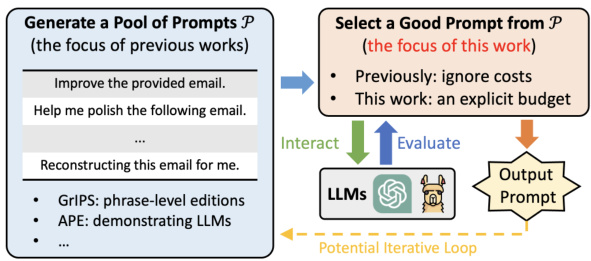 Generate a Pool of Prompts 𝒫
(the focus of previous works)
Improve the provided email.
Help me polish the following email.
...
Reconstructing this email for me.
• GrIPS: phrase-level editions
• APE: demonstrating LLMs
• ...
Select a Good Prompt from 𝒫
(the focus of this work)
• Previously: ignore costs
• This work: an explicit budget
Interact
Evaluate
LLMs
Output
Prompt
Potential Iterative Loop